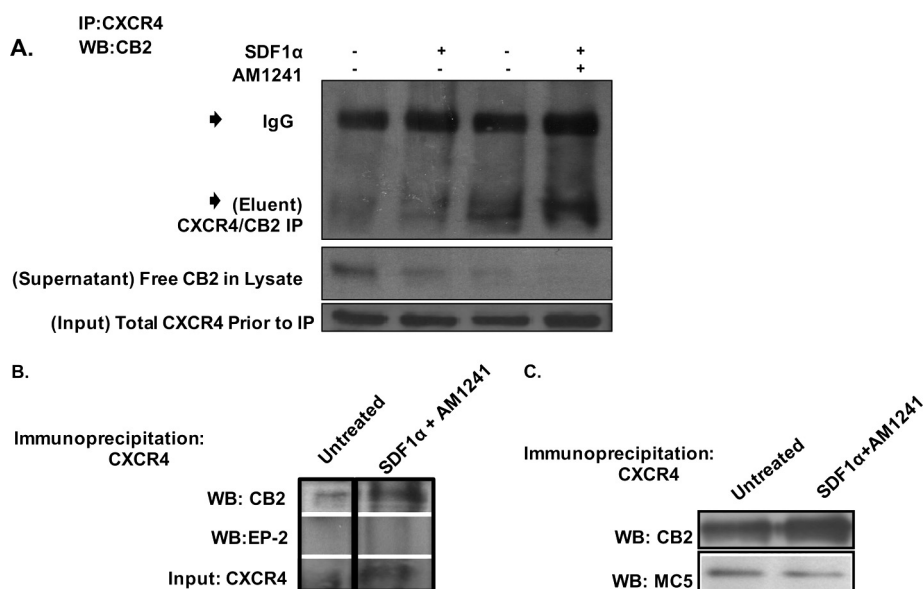 IP:CXCR4
A. WB:CB2
SDF1α - + - +
AM1241 - - - +
IgG
(Eluent)
CXCR4/CB2 IP
(Supernatant) Free CB2 in Lysate
(Input) Total CXCR4 Prior to IP
B.
Untreated
SDF1α + AM1241
Immunoprecipitation:
CXCR4
WB: CB2
WB:EP-2
Input: CXCR4
C.
Untreated
SDF1α+AM1241
Immunoprecipitation:
CXCR4
WB: CB2
WB: MC5